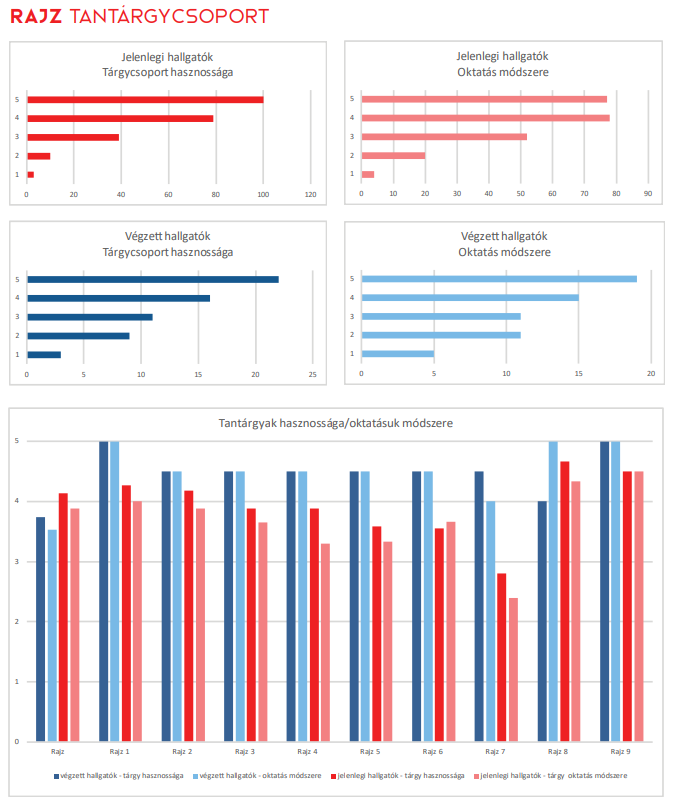 RAJZ TANTÁRGYCSOPORT
Jelenlegi hallgatók
Tárgycsoport hasznossága
5
4
3
2
1
0 20 40 60 80 100 120
Jelenlegi hallgatók
Oktatás módszere
5
4
3
2
1
0 10 20 30 40 50 60 70 80 90
Végzett hallgatók
Tárgycsoport hasznossága
5
4
3
2
1
0 5 10 15 20 25
Végzett hallgatók
Oktatás módszere
5
4
3
2
1
0 5 10 15 20
Tantárgyak hasznossága/oktatásuk módszere
5
4
3
2
1
0
Rajz Rajz 1 Rajz 2 Rajz 3 Rajz 4 Rajz 5 Rajz 6 Rajz 7 Rajz 8 Rajz 9
végzett hallgatók - tárgy hasznossága végzett hallgatók - oktatás módszere jelenlegi hallgatók - tárgy hasznossága jelenlegi hallgatók - tárgy oktatás módszere